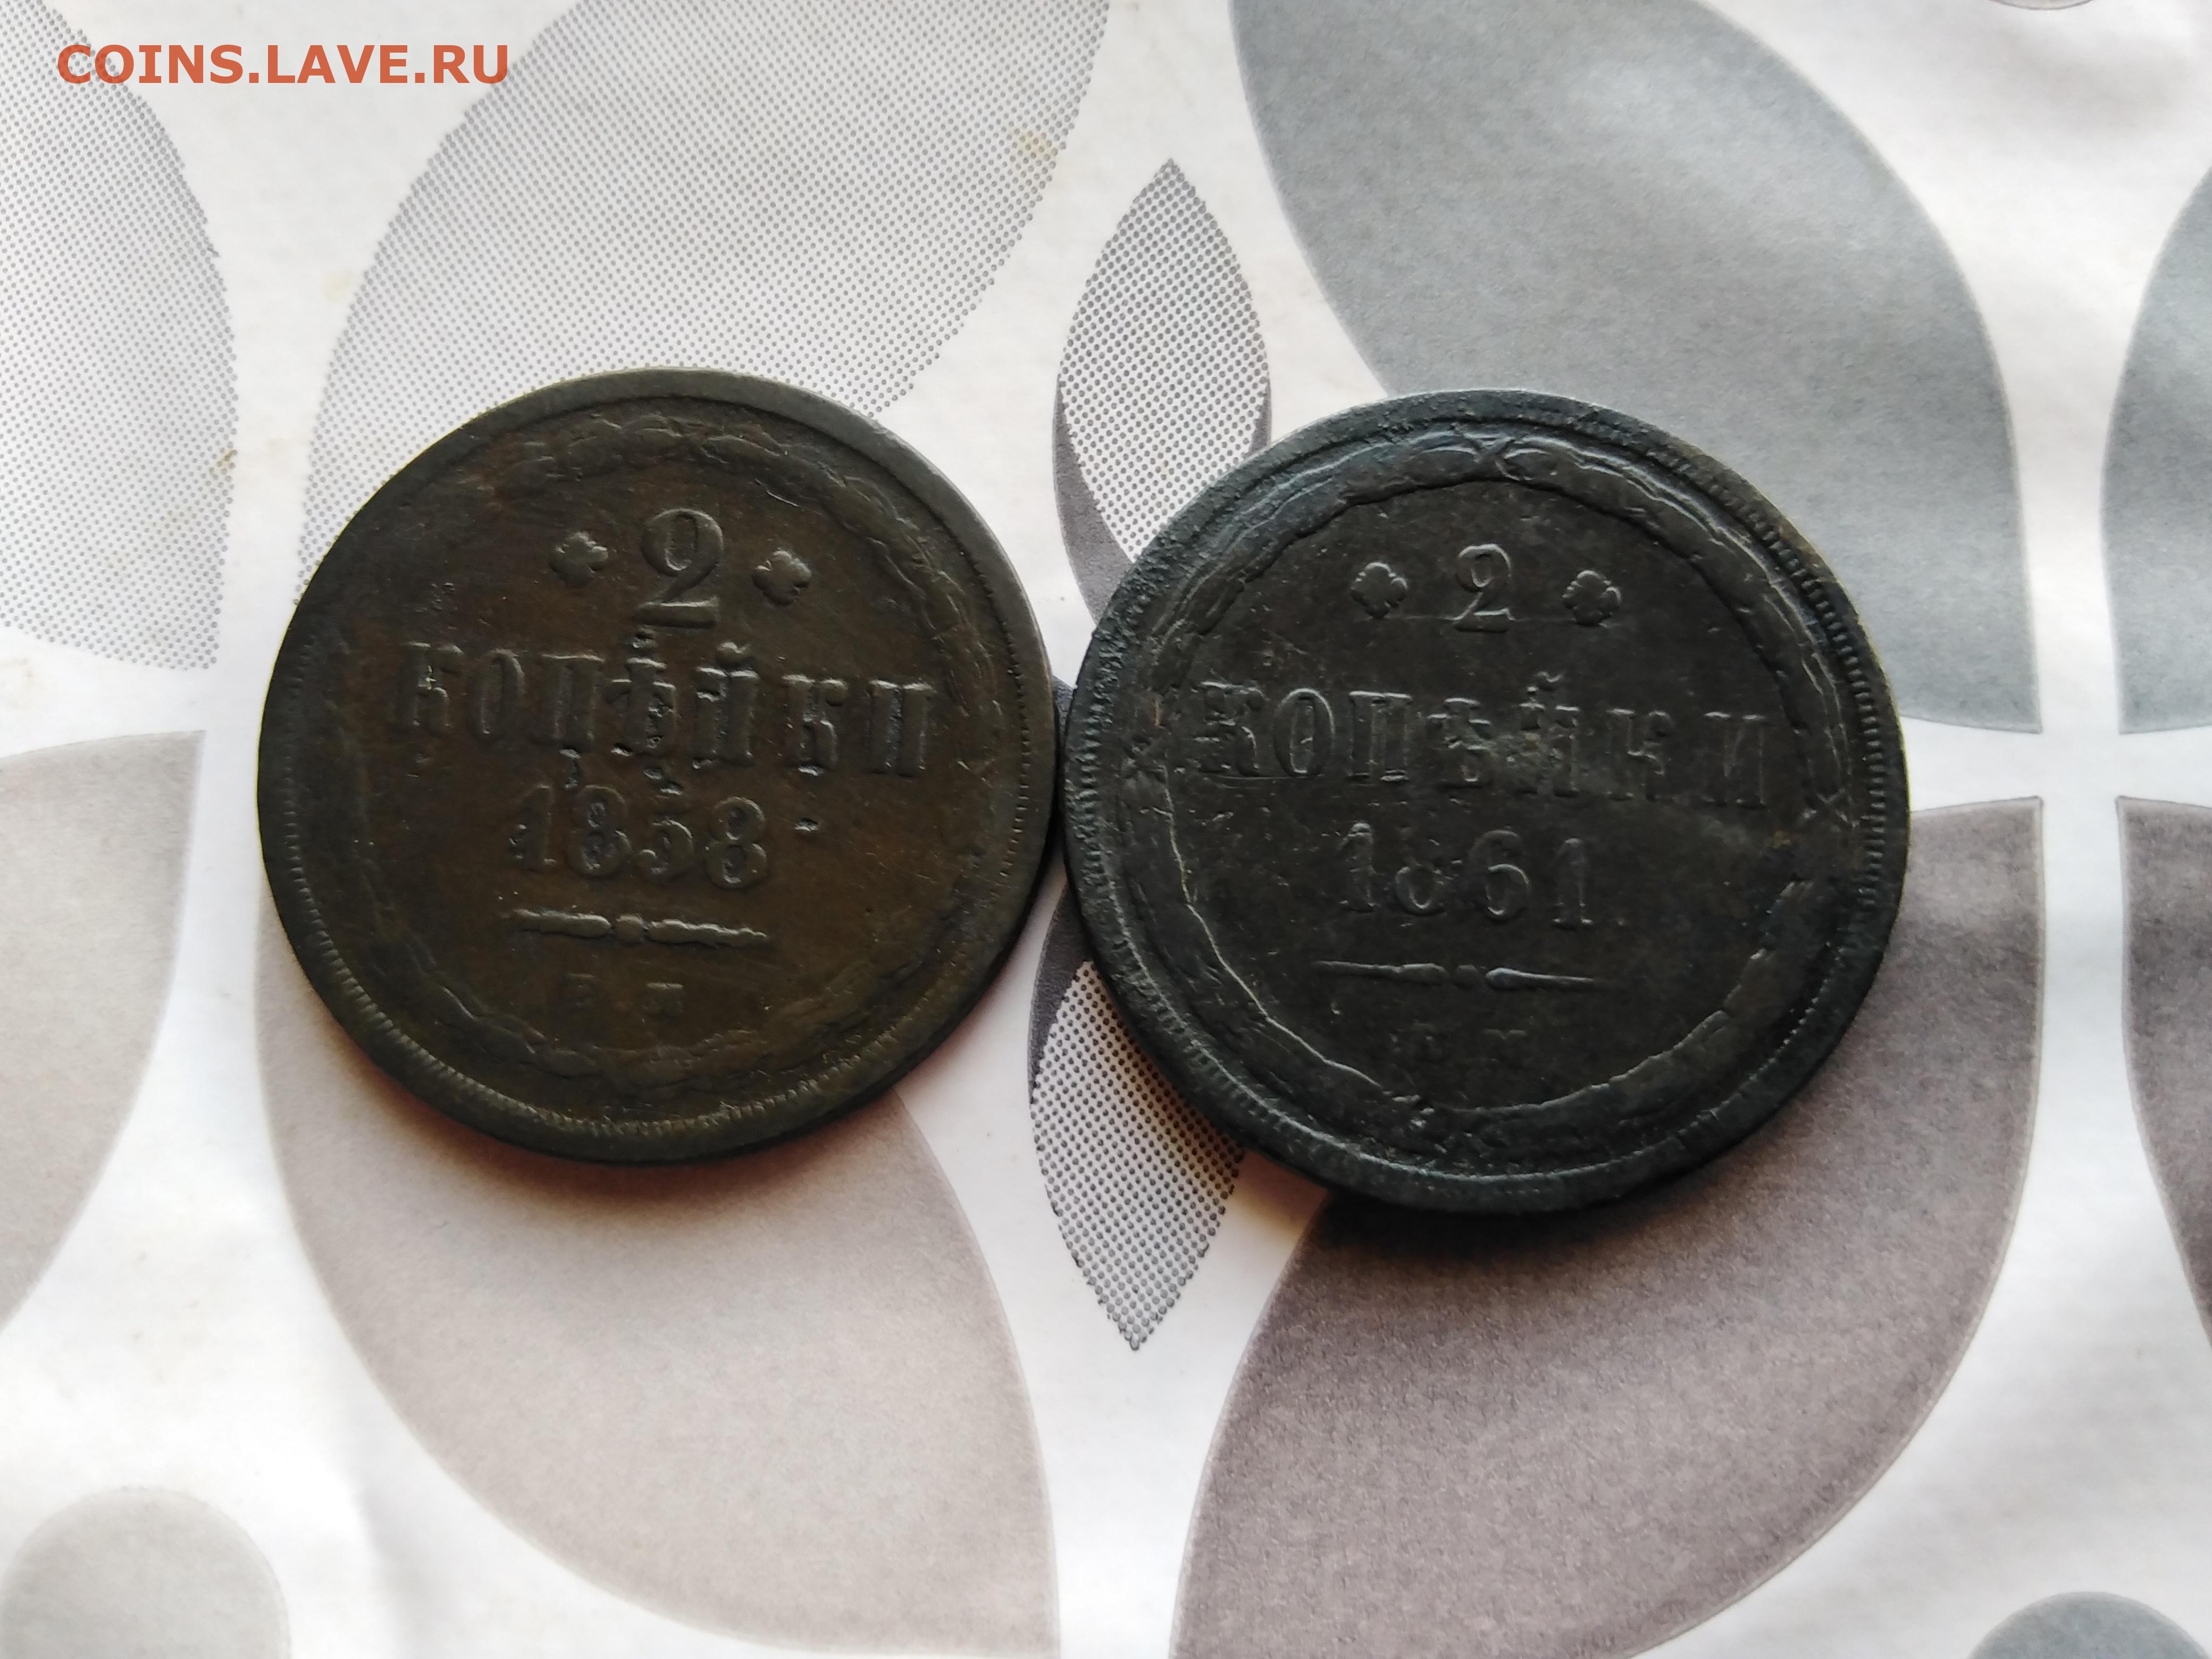 COINS.LAVE.RU
2
КОПѢЙКИ
1858
Е М
2
КОПѢЙКИ
1861
Е М